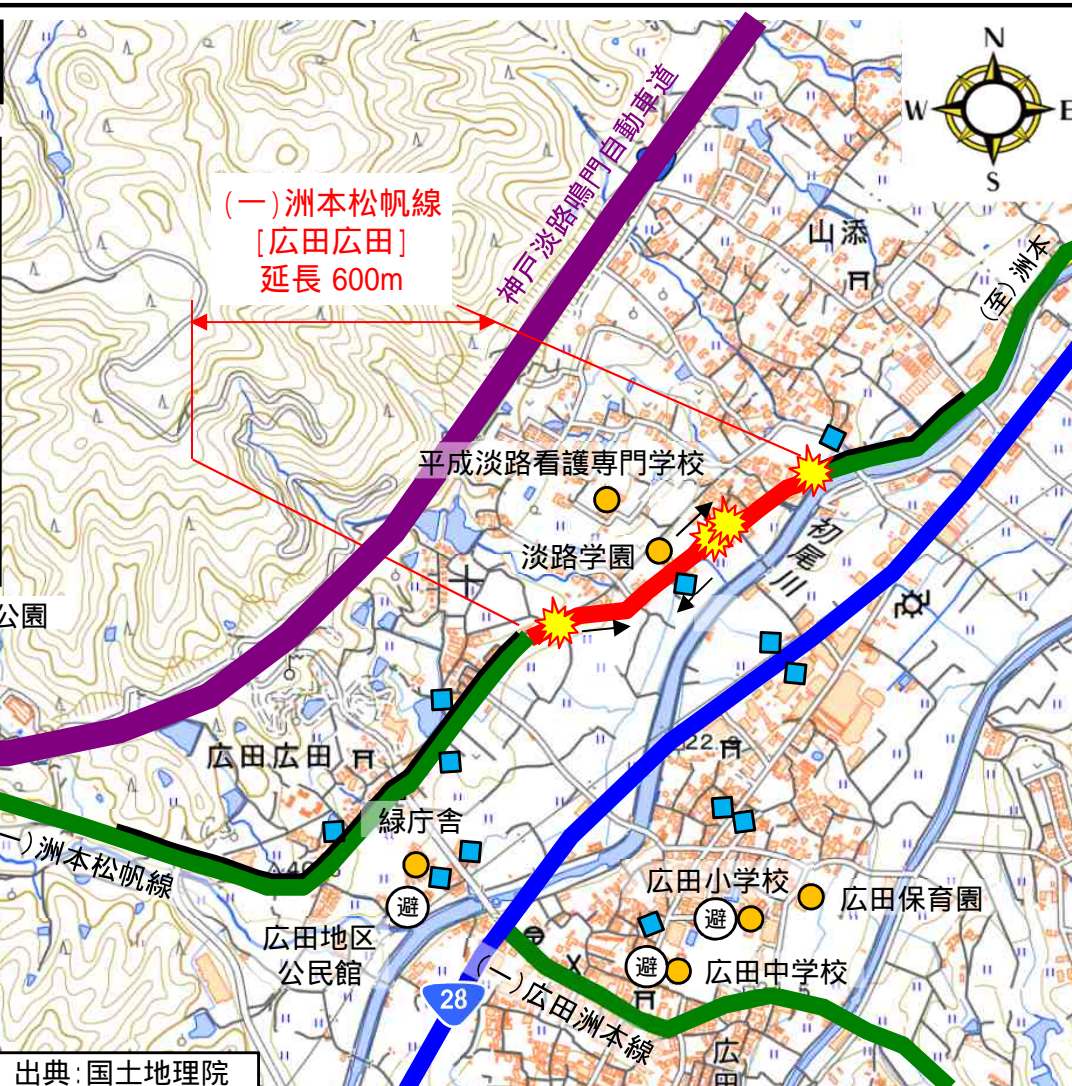 N
W
E
S
神戸淡路鳴門自動車道
(一)洲本松帆線
[広田広田]
延長 600m
山添
(至)洲本
平成淡路看護専門学校
淡路学園
初尾川
公園
広田広田
22.
緑庁舎
)洲本松帆線
避
広田地区
公民館
広田小学校
避
広田保育園
避
広田中学校
28
(一)広田洲本線
広田
出典:国土地理院